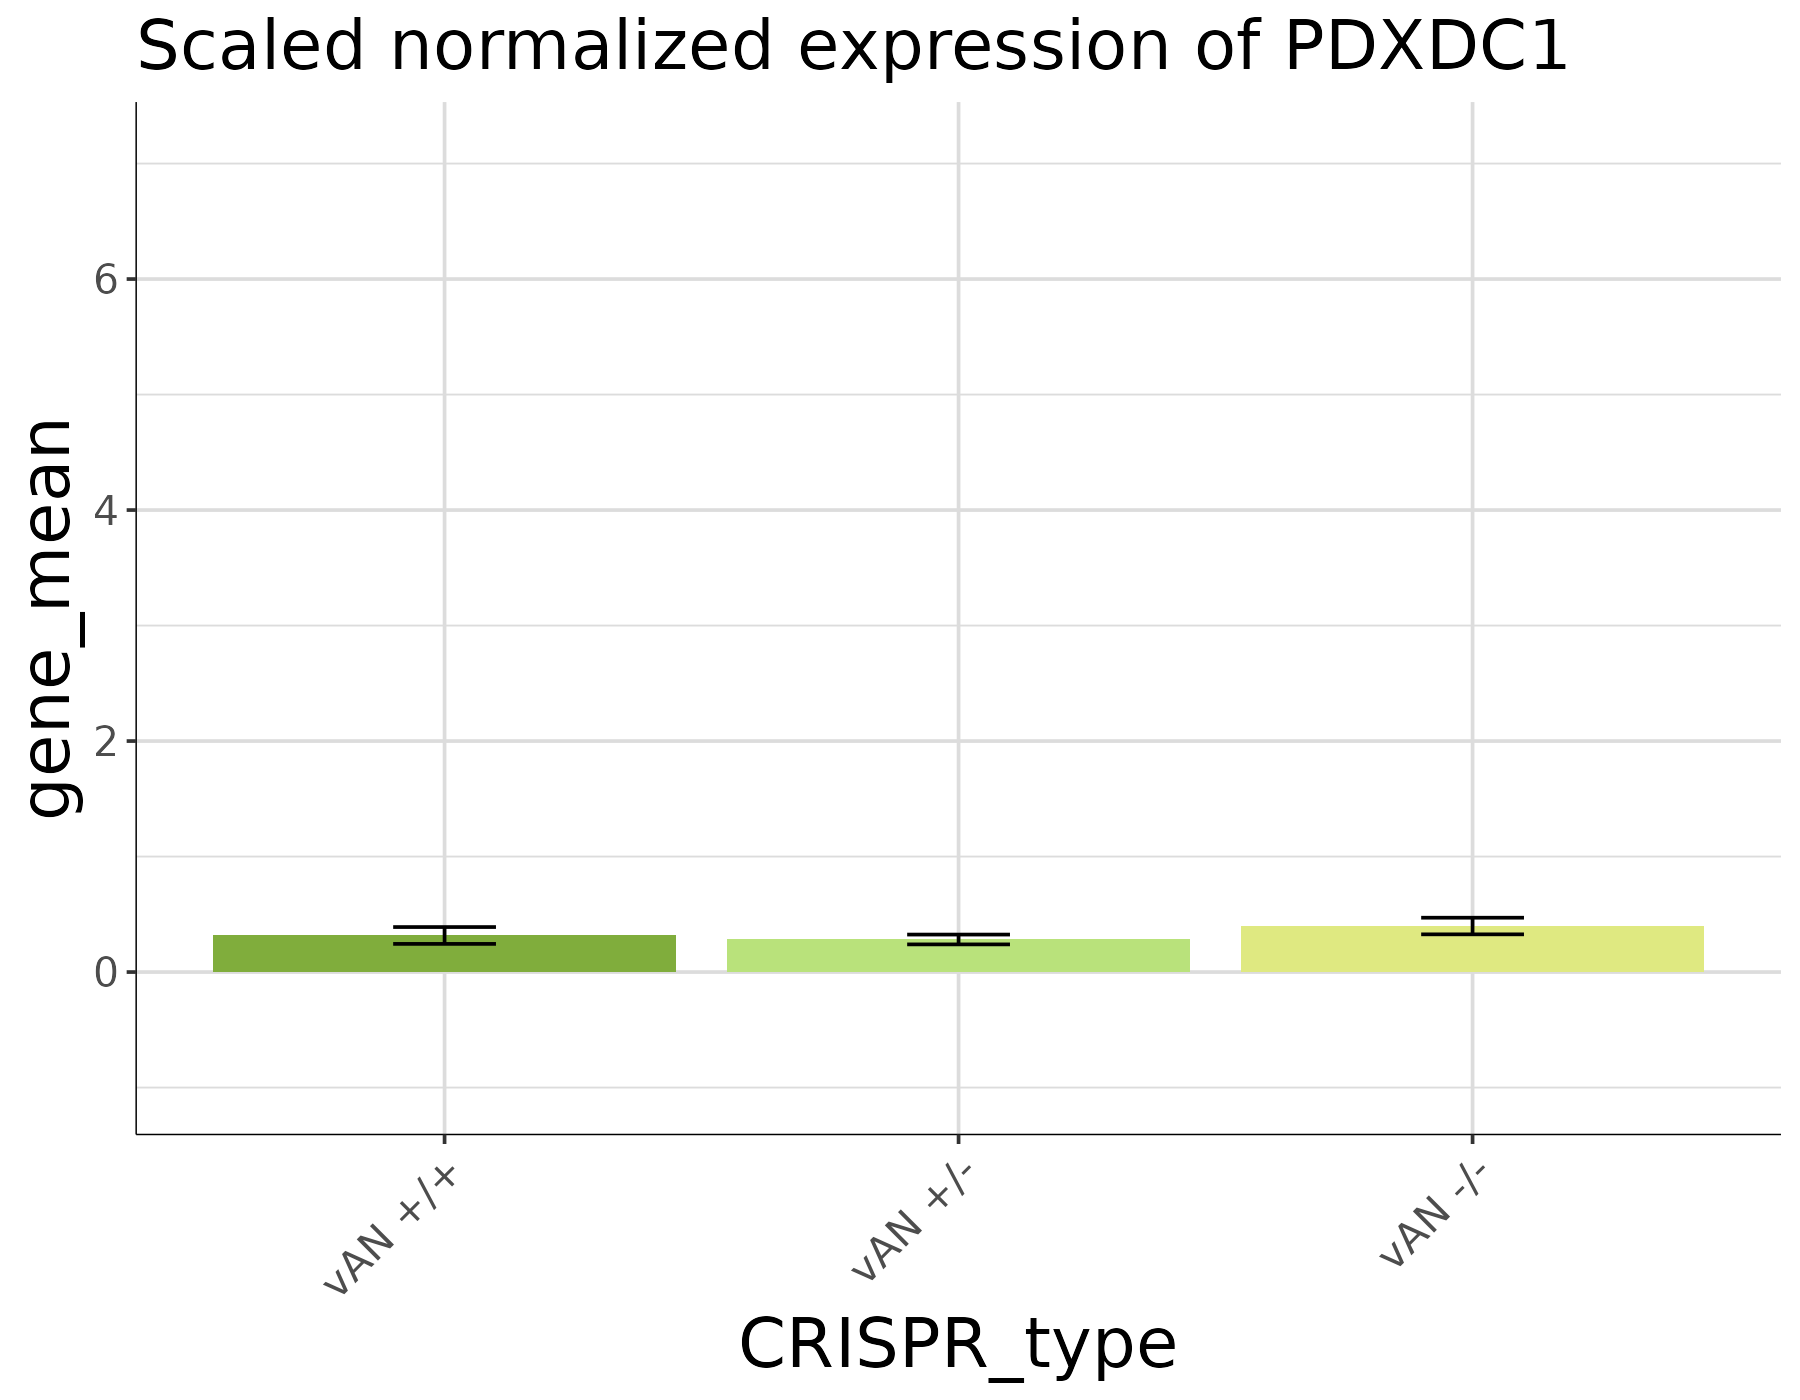 Scaled normalized expression of PDXDC1
gene_mean
6
4
2
0
vAN +/+
vAN +/-
vAN -/-
CRISPR_type